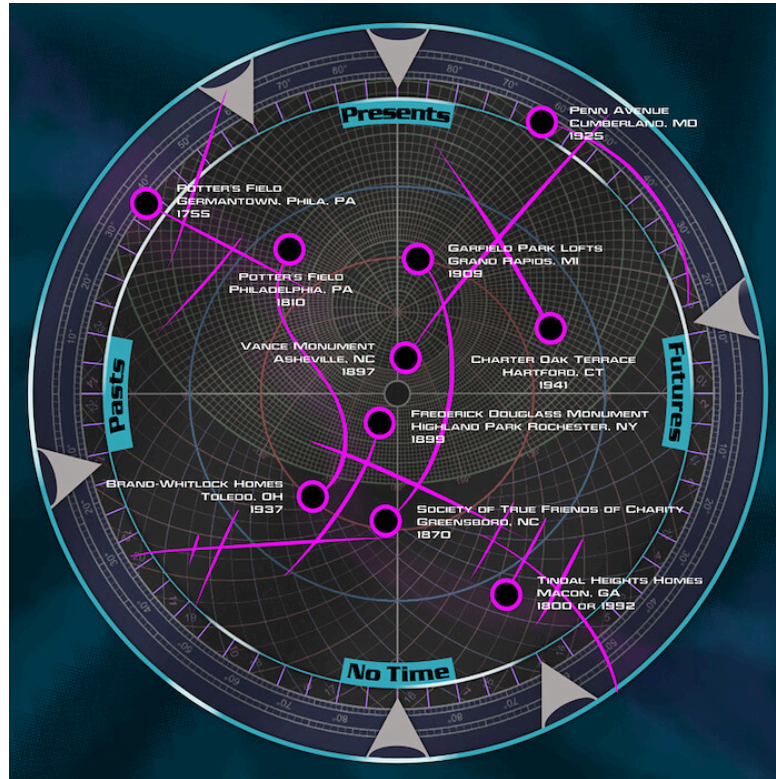 Presents
Penn Avenue
Cumberland, MD
1925
Potter's Field
Germantown, Phila. PA
1755
Garfield Park Lofts
Grand Rapids, MI
1909
Potter's Field
Philadelphia, PA
1810
Vance Monument
Asheville, NC
1897
Charter Oak Terrace
Hartford, CT
1941
Pasts
Futures
Frederick Douglass Monument
Highland Park Rochester, NY
1899
Brand-Whitlock Homes
Toledo, OH
1937
Society of True Friends of Charity
Greensboro, NC
1870
Tindal Heights Homes
Macon, GA
1800 or 1992
No Time